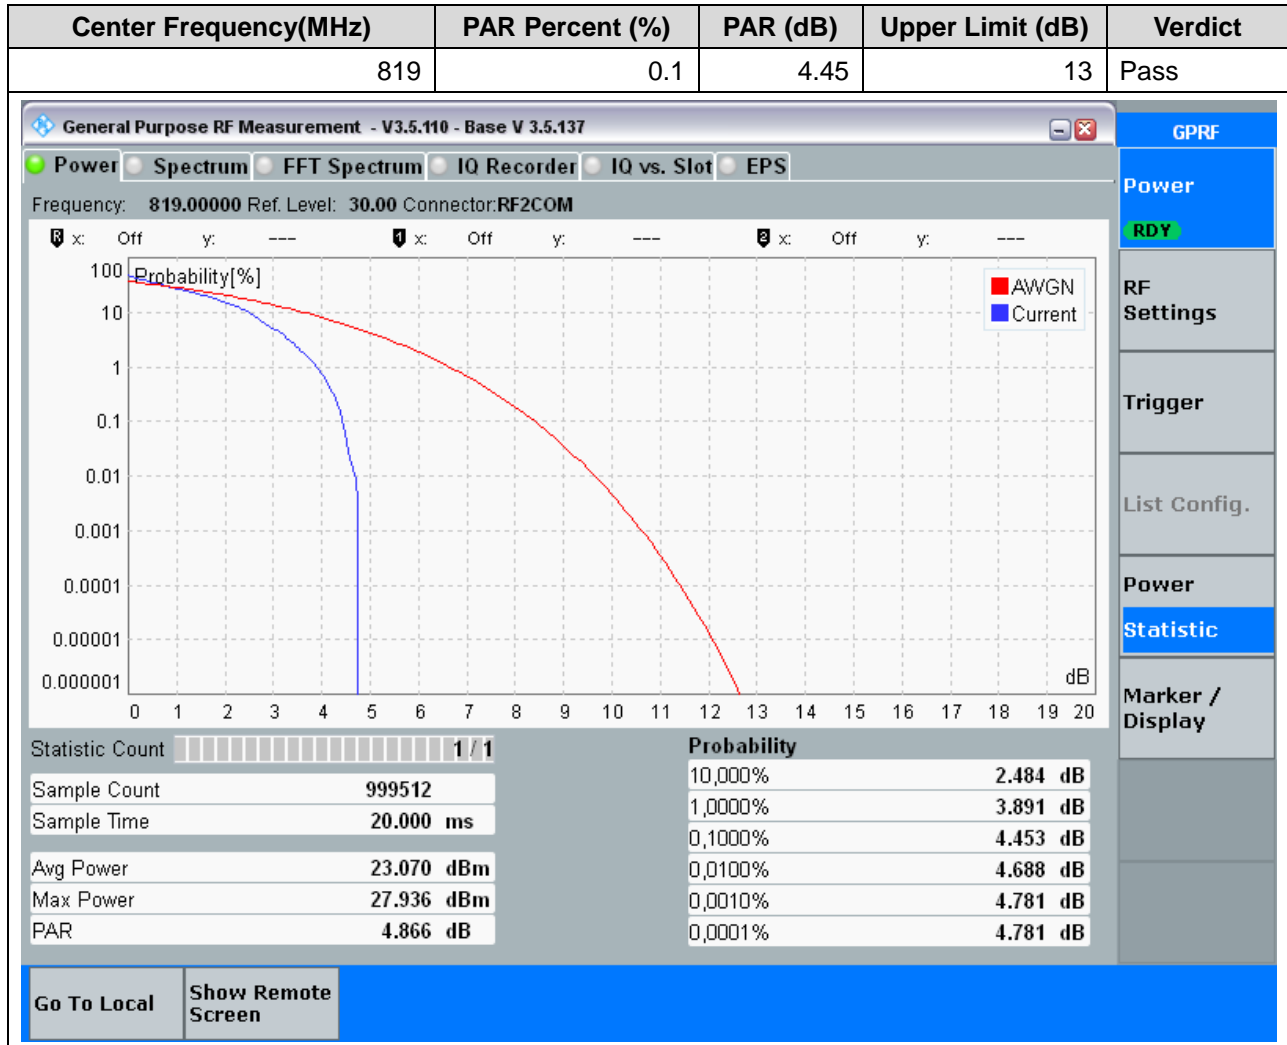 Center Frequency(MHz) PAR Percent (%) PAR (dB) Upper Limit (dB) Verdict
819 0.1 4.45 13 Pass
General Purpose RF Measurement - V3.5.110 - Base V 3.5.137
GPRF
Power Spectrum FFT Spectrum IQ Recorder IQ vs. Slot EPS
Power
RDY
Frequency: 819.00000 Ref. Level: 30.00 Connector:RF2COM
R x: Off y: --- 1 x: Off y: --- 2 x: Off y: ---
Probability[%]
AWGN
Current
100
10
1
0.1
0.01
0.001
0.0001
0.00001
0.000001
dB
0 1 2 3 4 5 6 7 8 9 10 11 12 13 14 15 16 17 18 19 20
RF
Settings
Trigger
List Config.
Power
Statistic
Marker /
Display
Statistic Count 1 / 1
Sample Count 999512
Sample Time 20.000 ms
Avg Power 23.070 dBm
Max Power 27.936 dBm
PAR 4.866 dB
Probability
10,000% 2.484 dB
1,0000% 3.891 dB
0,1000% 4.453 dB
0,0100% 4.688 dB
0,0010% 4.781 dB
0,0001% 4.781 dB
Go To Local
Show Remote
Screen